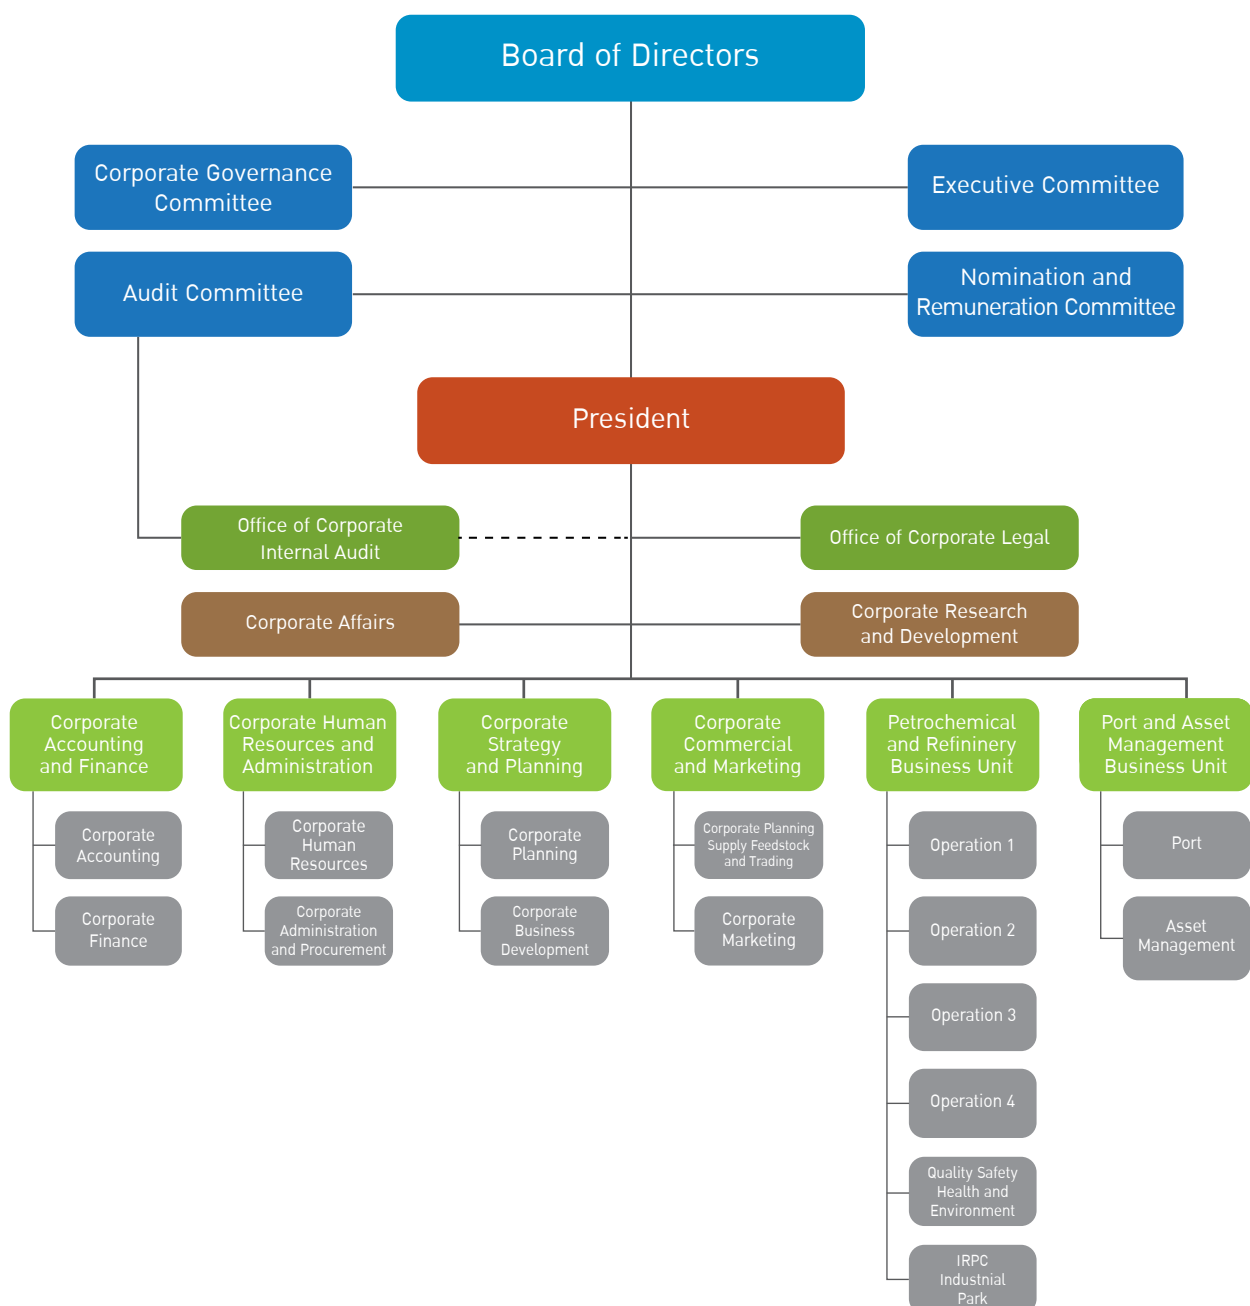 Board of Directors
Corporate Governance
Committee
Executive Committee
Audit Committee
Nomination and
Remuneration Committee
President
Office of Corporate
Internal Audit
Office of Corporate Legal
Corporate Affairs
Corporate Research
and Development
Corporate
Accounting
and Finance
Corporate Human
Resources and
Administration
Corporate
Strategy
and Planning
Corporate
Commercial
and Marketing
Petrochemical
and Refininery
Business Unit
Port and Asset
Management
Business Unit
Corporate
Accounting
Corporate
Finance
Corporate
Human
Resources
Corporate
Administration
and Procurement
Corporate
Planning
Corporate
Business
Development
Corporate Planning
Supply Feedstock
and Trading
Corporate
Marketing
Operation 1
Operation 2
Operation 3
Operation 4
Quality Safety
Health and
Environment
IRPC
Industnial
Park
Port
Asset
Management